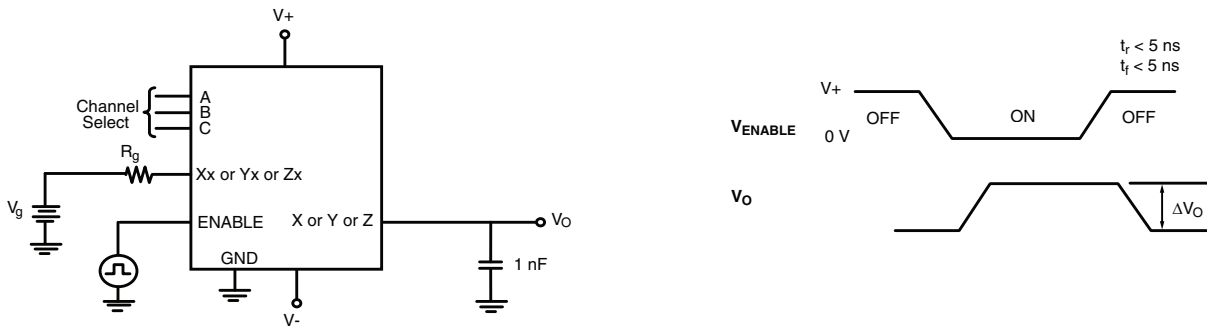 V+
A
B
C
Channel
Select
Rg
Xx or Yx or Zx
Vg
ENABLE
X or Y or Z
VO
GND
1 nF
V-
tr < 5 ns
tf < 5 ns
V+
OFF
ON
OFF
VENABLE
0 V
VO
ΔVO